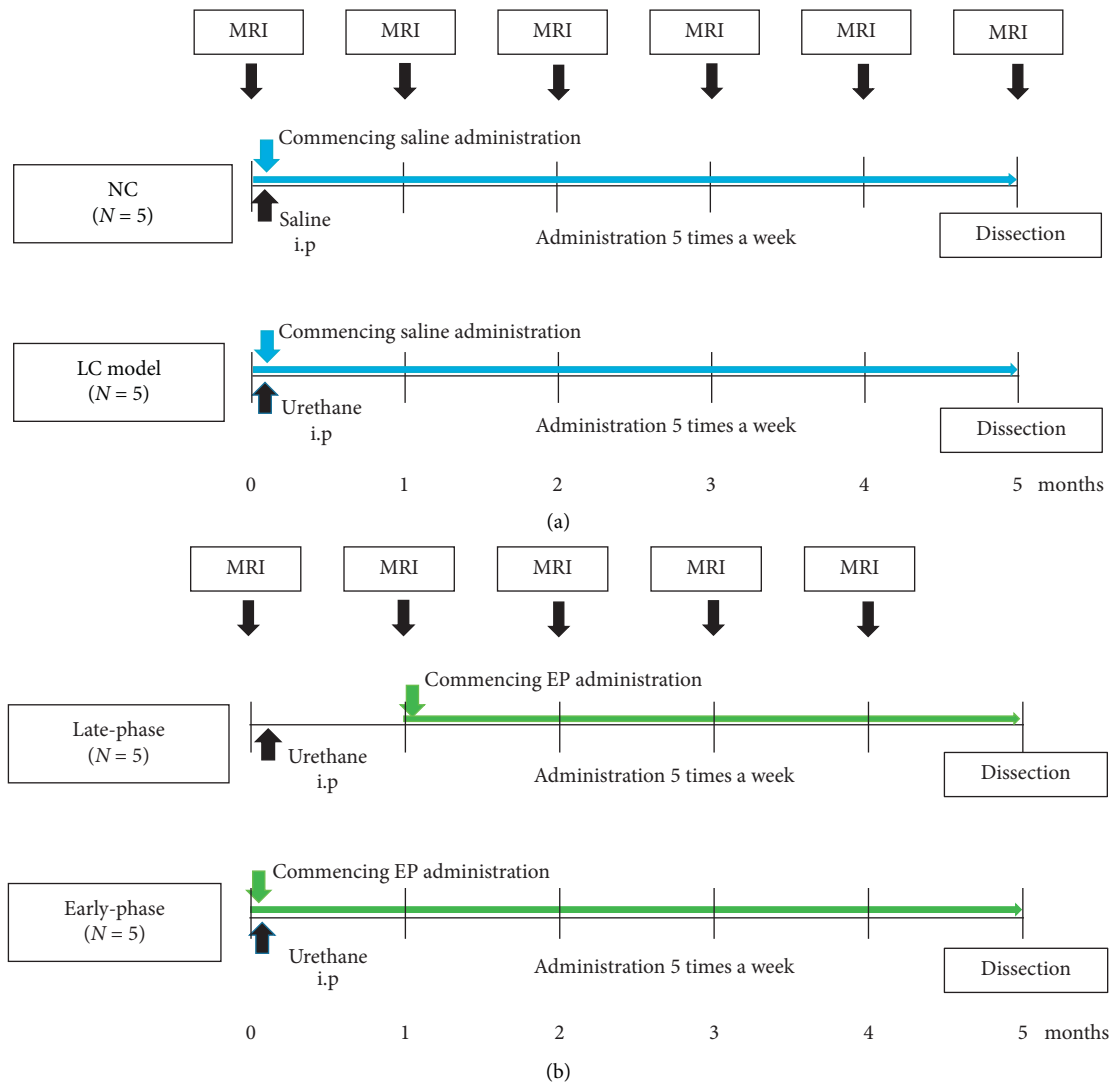 MRI MRI MRI MRI MRI MRI
Commencing saline administration
NC
(N = 5)
Saline
i.p
Administration 5 times a week
Dissection
Commencing saline administration
LC model
(N = 5)
Urethane
i.p
Administration 5 times a week
Dissection
0 1 2 3 4 5 months
(a)
MRI MRI MRI MRI MRI
Commencing EP administration
Late-phase
(N = 5)
Urethane
i.p
Administration 5 times a week
Dissection
Commencing EP administration
Early-phase
(N = 5)
Urethane
i.p
Administration 5 times a week
Dissection
0 1 2 3 4 5 months
(b)